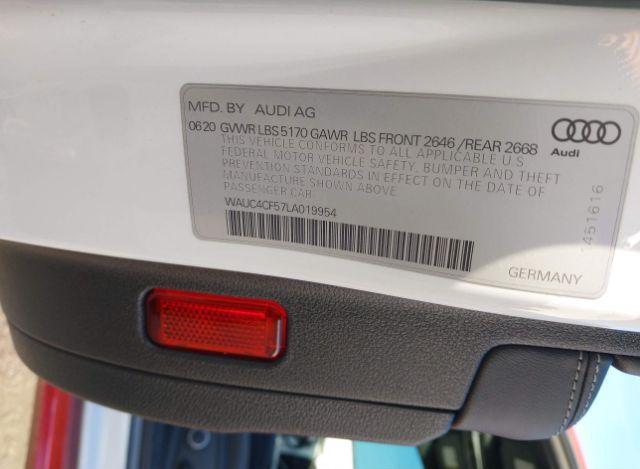 MFD. BY AUDI AG
0620 GVWR LBS 5170 GAWR LBS FRONT 2646 / REAR 2668
THIS VEHICLE CONFORMS TO ALL APPLICABLE U.S.
FEDERAL MOTOR VEHICLE SAFETY, BUMPER AND THEFT
PREVENTION STANDARDS IN EFFECT ON THE DATE OF
MANUFACTURE SHOWN ABOVE.
PASSENGER CAR.
WAUC4CF57LA019954
Audi
1451616
GERMANY